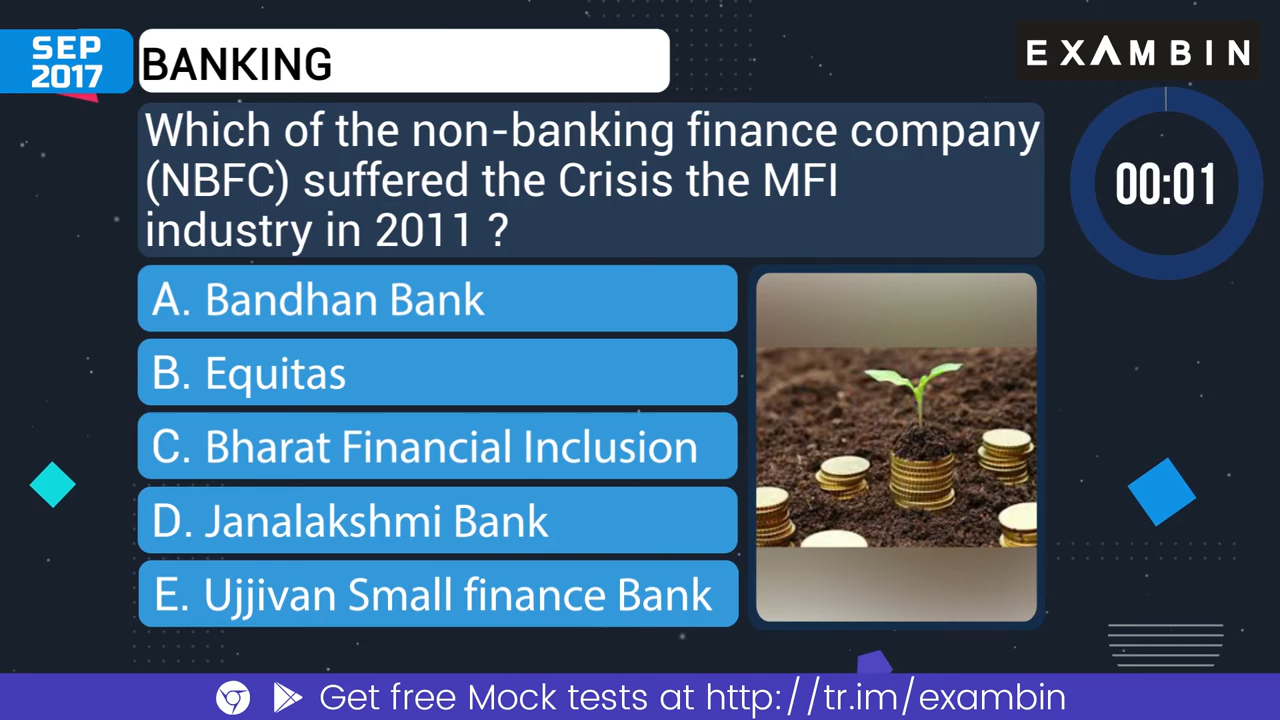 SEP
2017
BANKING
EXAMBIN
Which of the non-banking finance company
(NBFC) suffered the Crisis the MFI
industry in 2011 ?
00:01
A. Bandhan Bank
B. Equitas
C. Bharat Financial Inclusion
D. Janalakshmi Bank
E. Ujjivan Small finance Bank
Get free Mock tests at http://tr.im/exambin